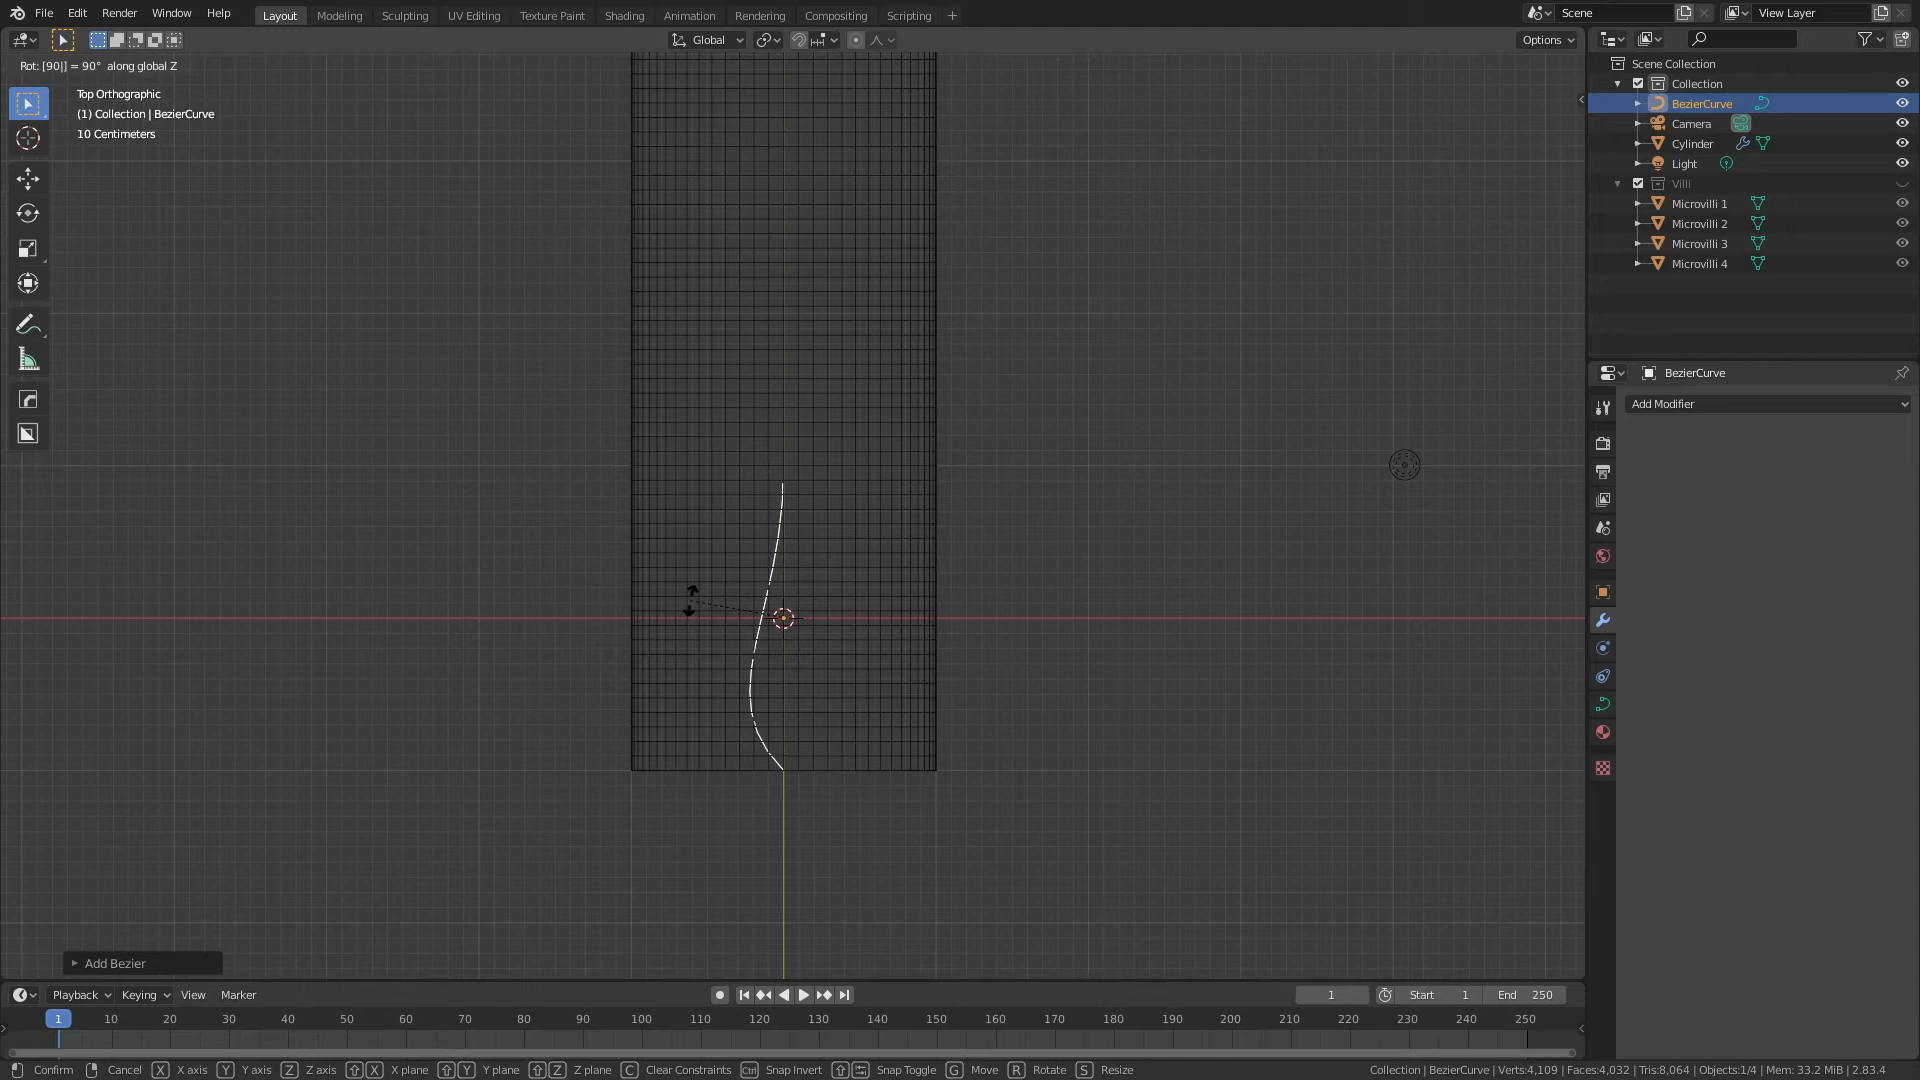 File Edit Render Window Help Layout Modeling Sculpting UV Editing Texture Paint Shading Animation Rendering Compositing Scripting + Scene View Layer
Global Options
Rot: [90|] = 90° along global Z
Top Orthographic
(1) Collection | BezierCurve
10 Centimeters
Scene Collection
Collection
BezierCurve
Camera
Cylinder
Light
Villi
Microvilli 1
Microvilli 2
Microvilli 3
Microvilli 4
BezierCurve
Add Modifier
Add Bezier
Playback Keying View Marker 1 Start 1 End 250
1 10 20 30 40 50 60 70 80 90 100 110 120 130 140 150 160 170 180 190 200 210 220 230 240 250
Confirm Cancel X X axis Y Y axis Z Z axis X X plane Y Y plane Z Z plane C Clear Constraints Ctrl Snap Invert Snap Toggle G Move R Rotate S Resize Collection | BezierCurve | Verts:4,109 | Faces:4,032 | Tris:8,064 | Objects:1/4 | Mem: 33.2 MiB | 2.83.4